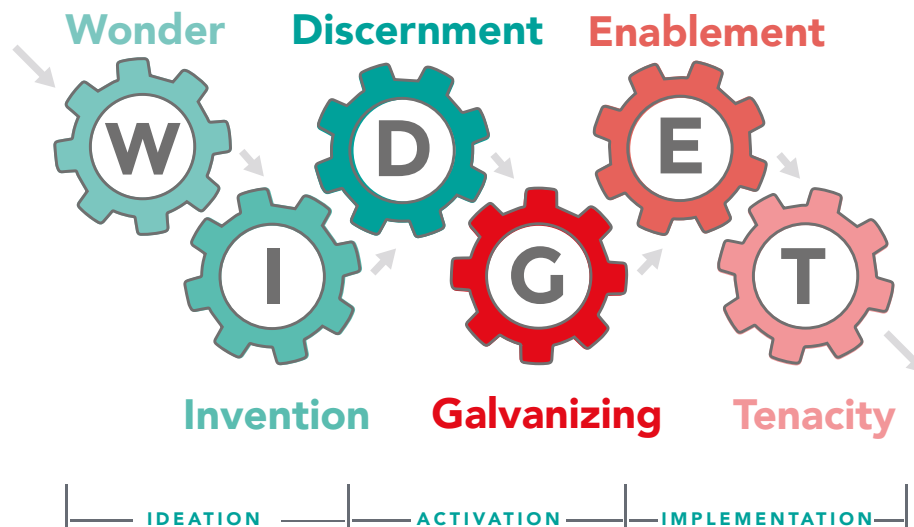 Wonder
Discernment
Enablement
W
D
E
I
G
T
Invention
Galvanizing
Tenacity
IDEATION
ACTIVATION
IMPLEMENTATION